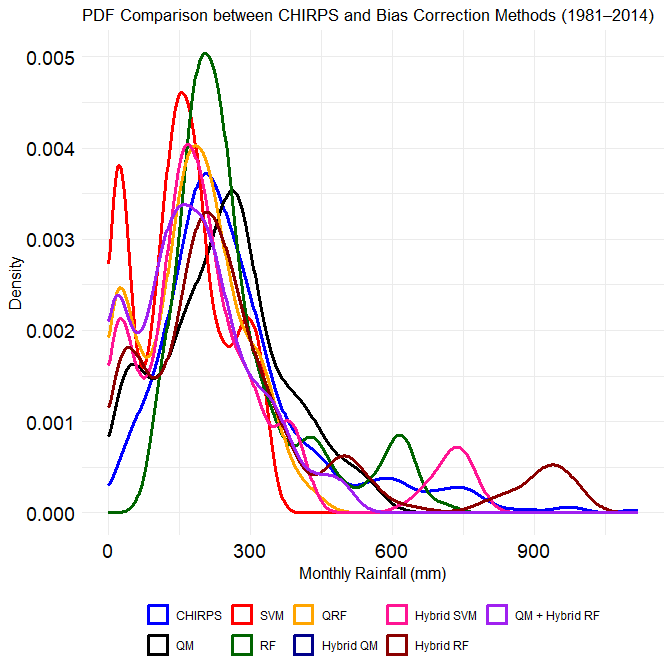 PDF Comparison between CHIRPS and Bias Correction Methods (1981–2014)
0.005
0.004
0.003
0.002
0.001
0.000
Density
0 300 600 900
Monthly Rainfall (mm)
CHIRPS SVM QRF Hybrid SVM QM + Hybrid RF
QM RF Hybrid QM Hybrid RF